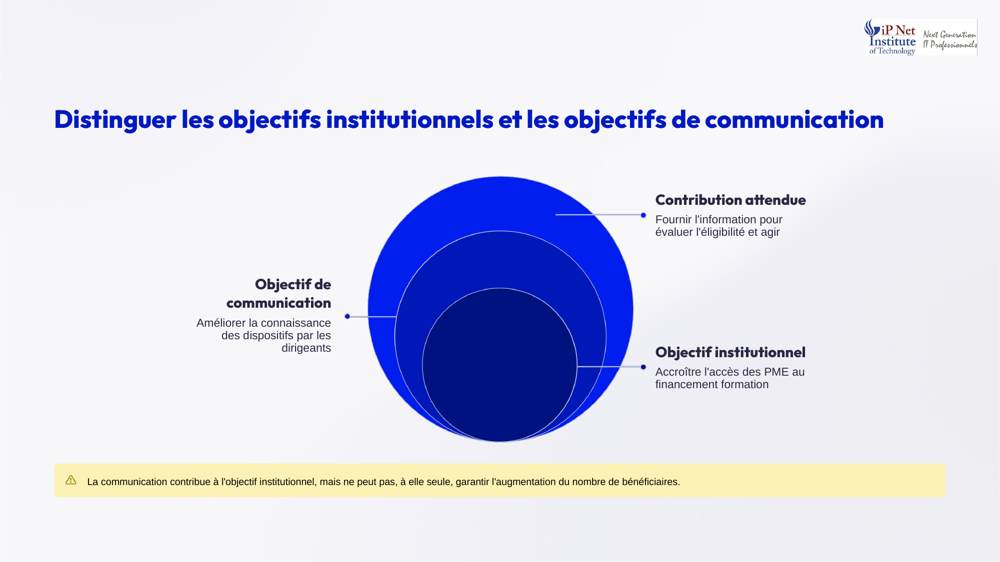 iP Net
Institute
of Technology
Next Generation
IT Professionnels
Distinguer les objectifs institutionnels et les objectifs de communication
Contribution attendue
Fournir l'information pour
évaluer l'éligibilité et agir
Objectif de
communication
Améliorer la connaissance
des dispositifs par les
dirigeants
Objectif institutionnel
Accroître l'accès des PME au
financement formation
La communication contribue à l'objectif institutionnel, mais ne peut pas, à elle seule, garantir l'augmentation du nombre de bénéficiaires.